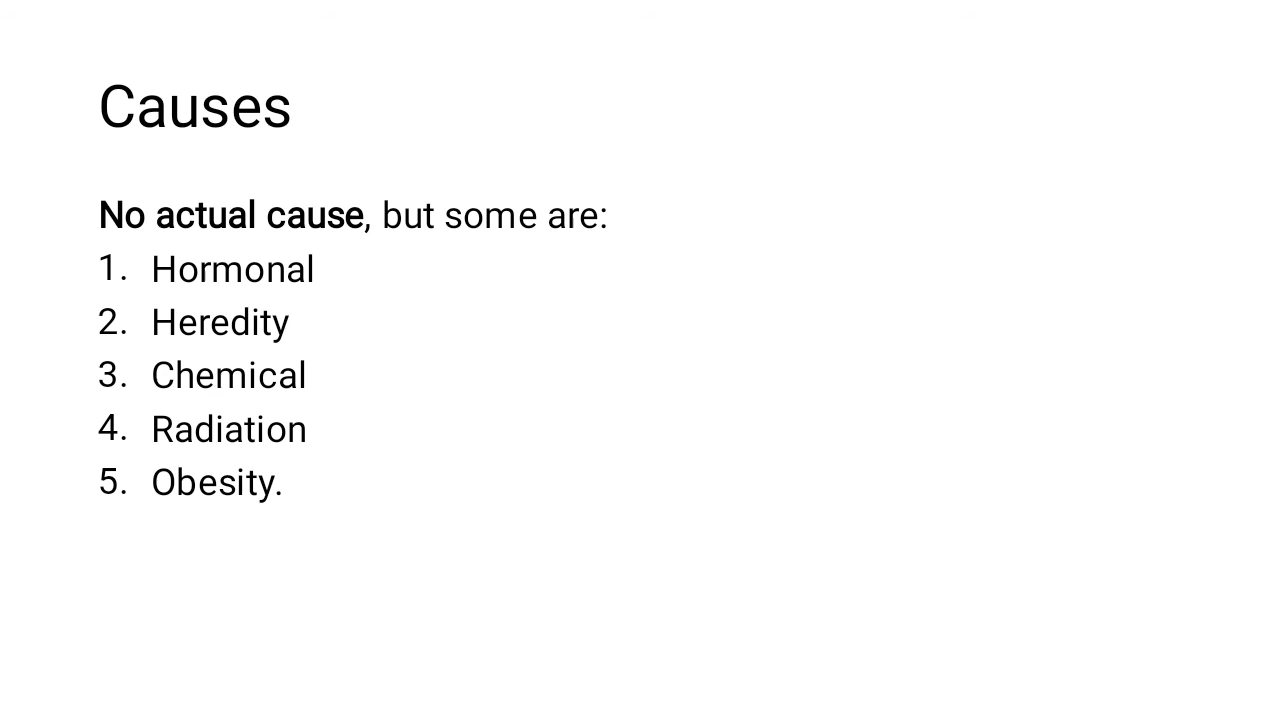 Causes
No actual cause, but some are:
1. Hormonal
2. Heredity
3. Chemical
4. Radiation
5. Obesity.